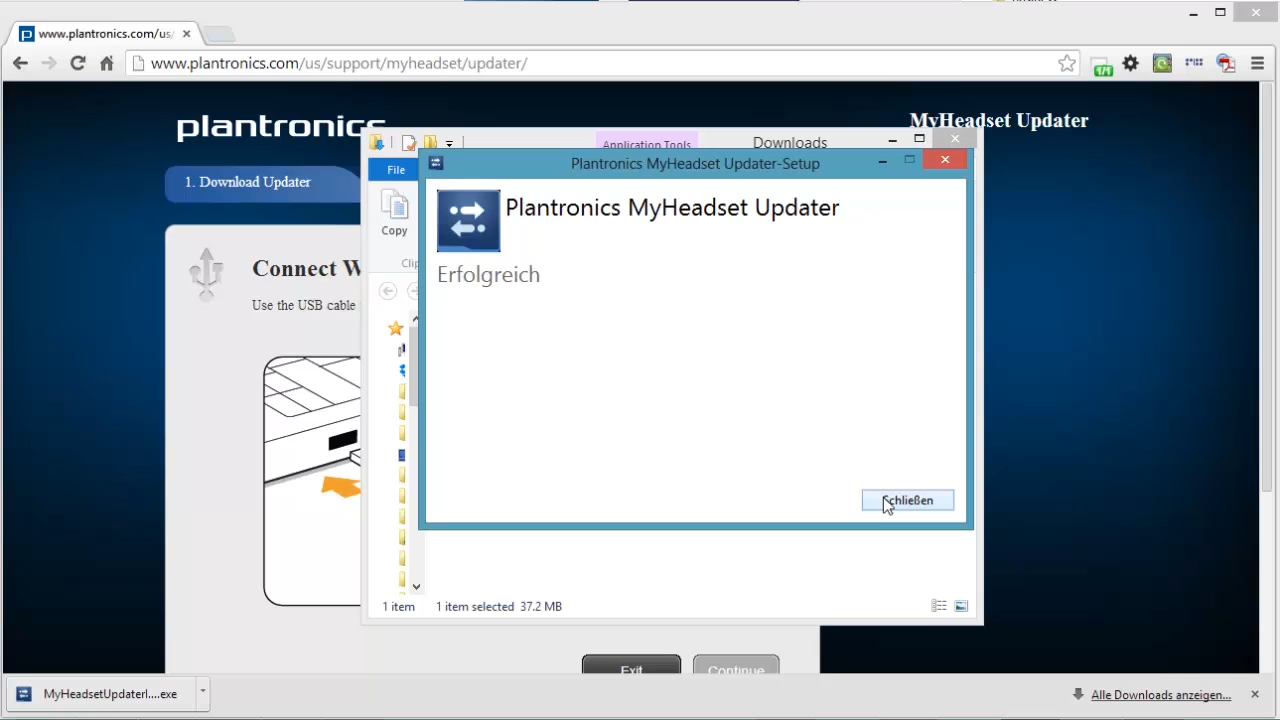 www.plantronics.com/us/
www.plantronics.com/us/support/myheadset/updater/
plantronics
MyHeadset Updater
1. Download Updater
Connect W
Use the USB cable
Application Tools
Downloads
File
Copy
Clip
Plantronics MyHeadset Updater-Setup
Plantronics MyHeadset Updater
Erfolgreich
Schließen
1 item
1 item selected 37.2 MB
Exit
Continue
MyHeadsetUpdaterI....exe
Alle Downloads anzeigen...